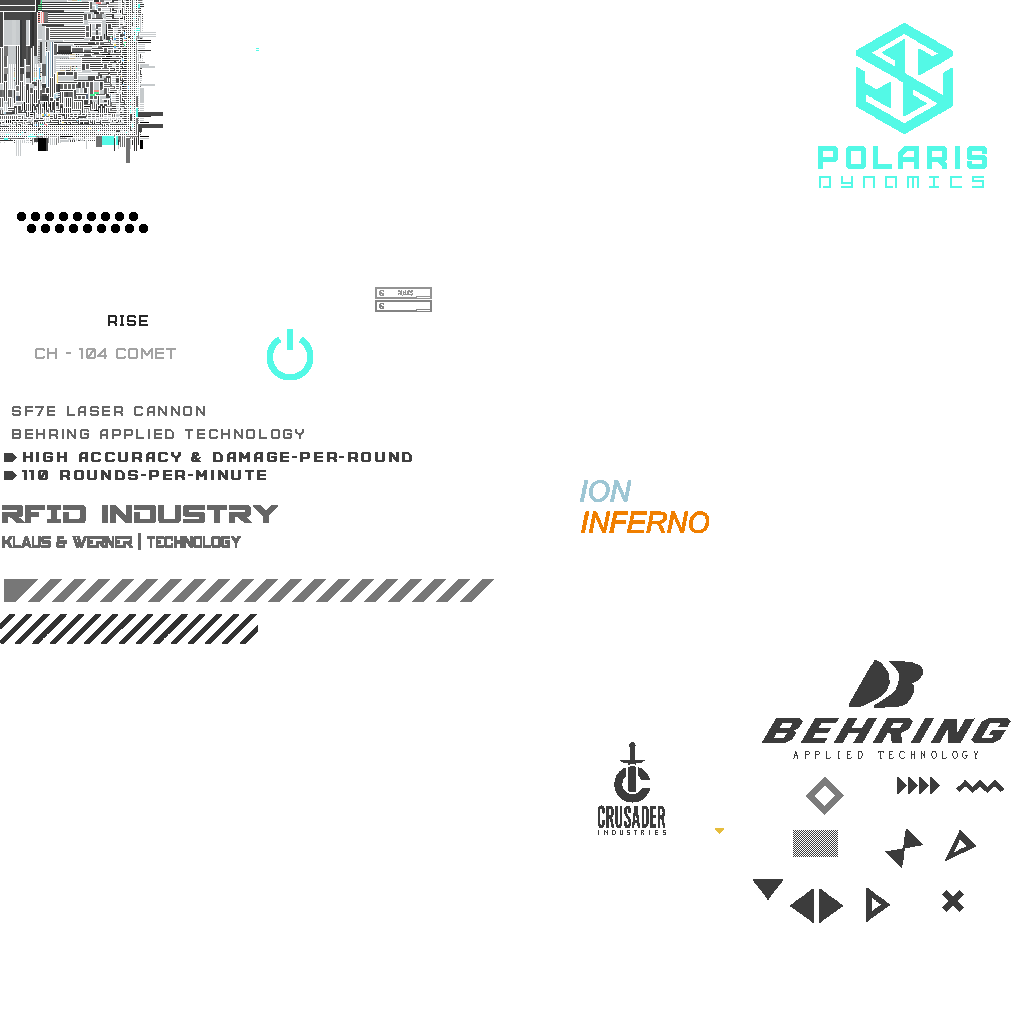 POLARIS
DYNAMICS
RISE
CH - 104 COMET
SF7E LASER CANNON
BEHRING APPLIED TECHNOLOGY
HIGH ACCURACY & DAMAGE-PER-ROUND
110 ROUNDS-PER-MINUTE
ION
INFERNO
RFID INDUSTRY
KLAUS & WERNER | TECHNOLOGY
BEHRING
APPLIED TECHNOLOGY
CRUSADER
INDUSTRIES